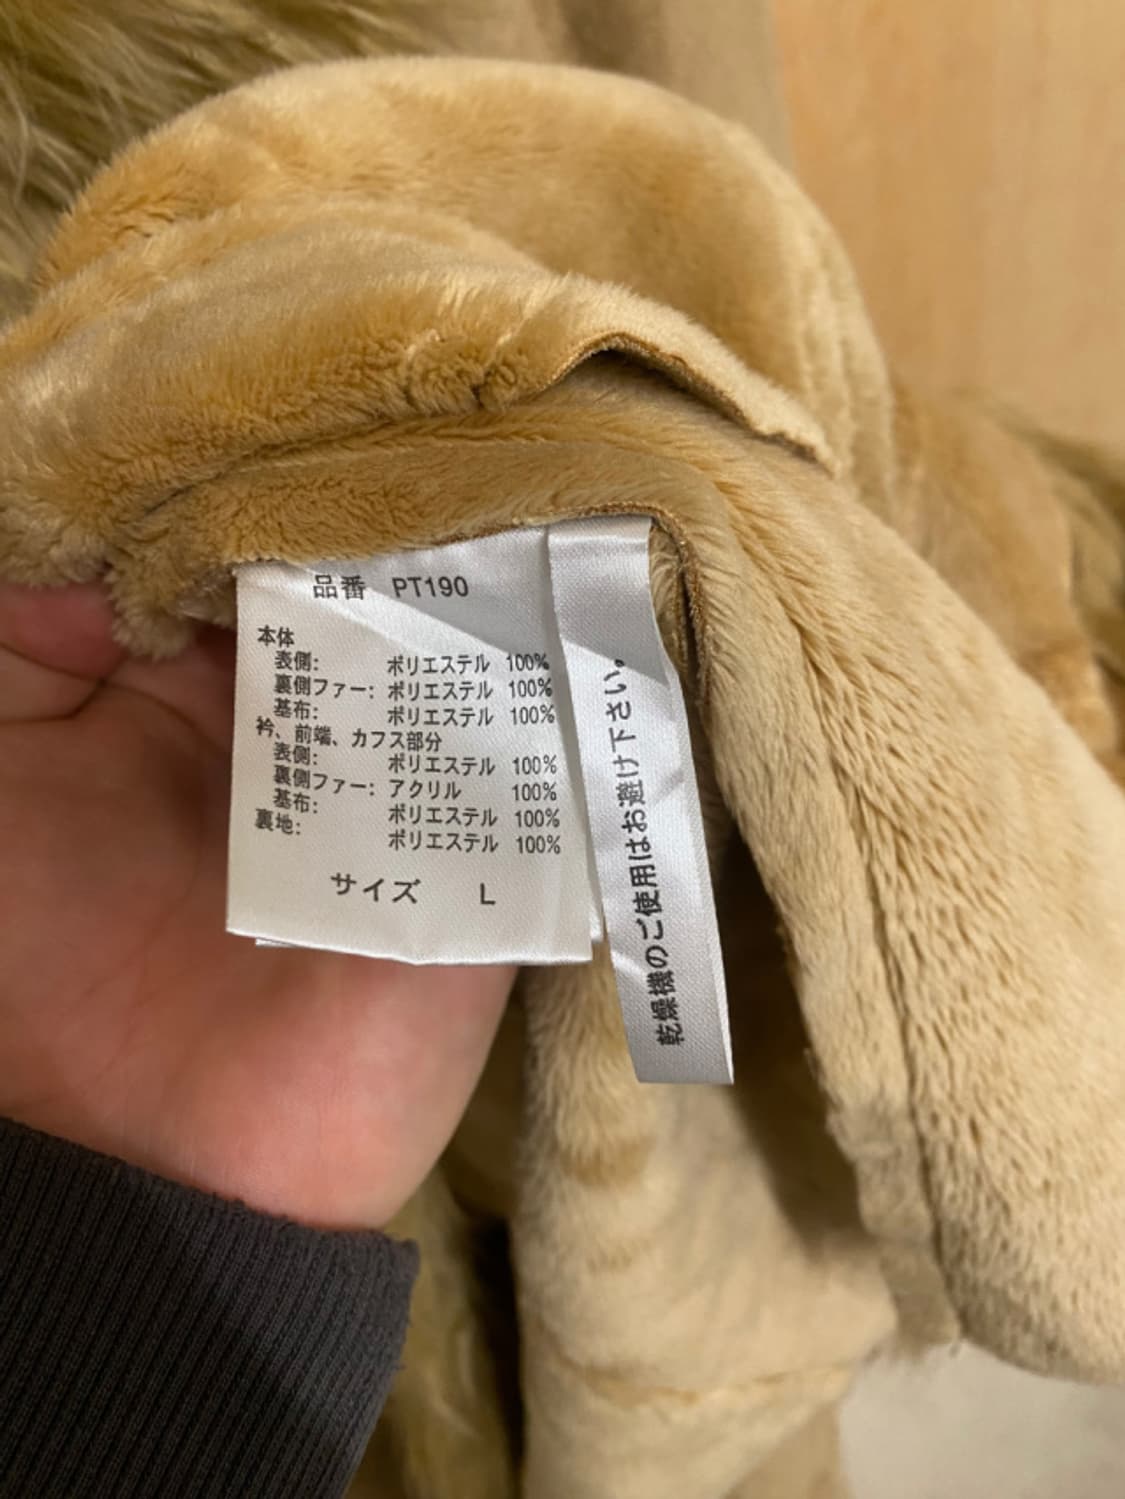 品番 PT190
本体
表側: ポリエステル 100%
裏側ファー: ポリエステル 100%
基布: ポリエステル 100%
衿、前端、カフス部分
表側: ポリエステル 100%
裏側ファー: アクリル 100%
基布: ポリエステル 100%
裏地: ポリエステル 100%
サイズ L
乾燥機のご使用はお避け下さい。